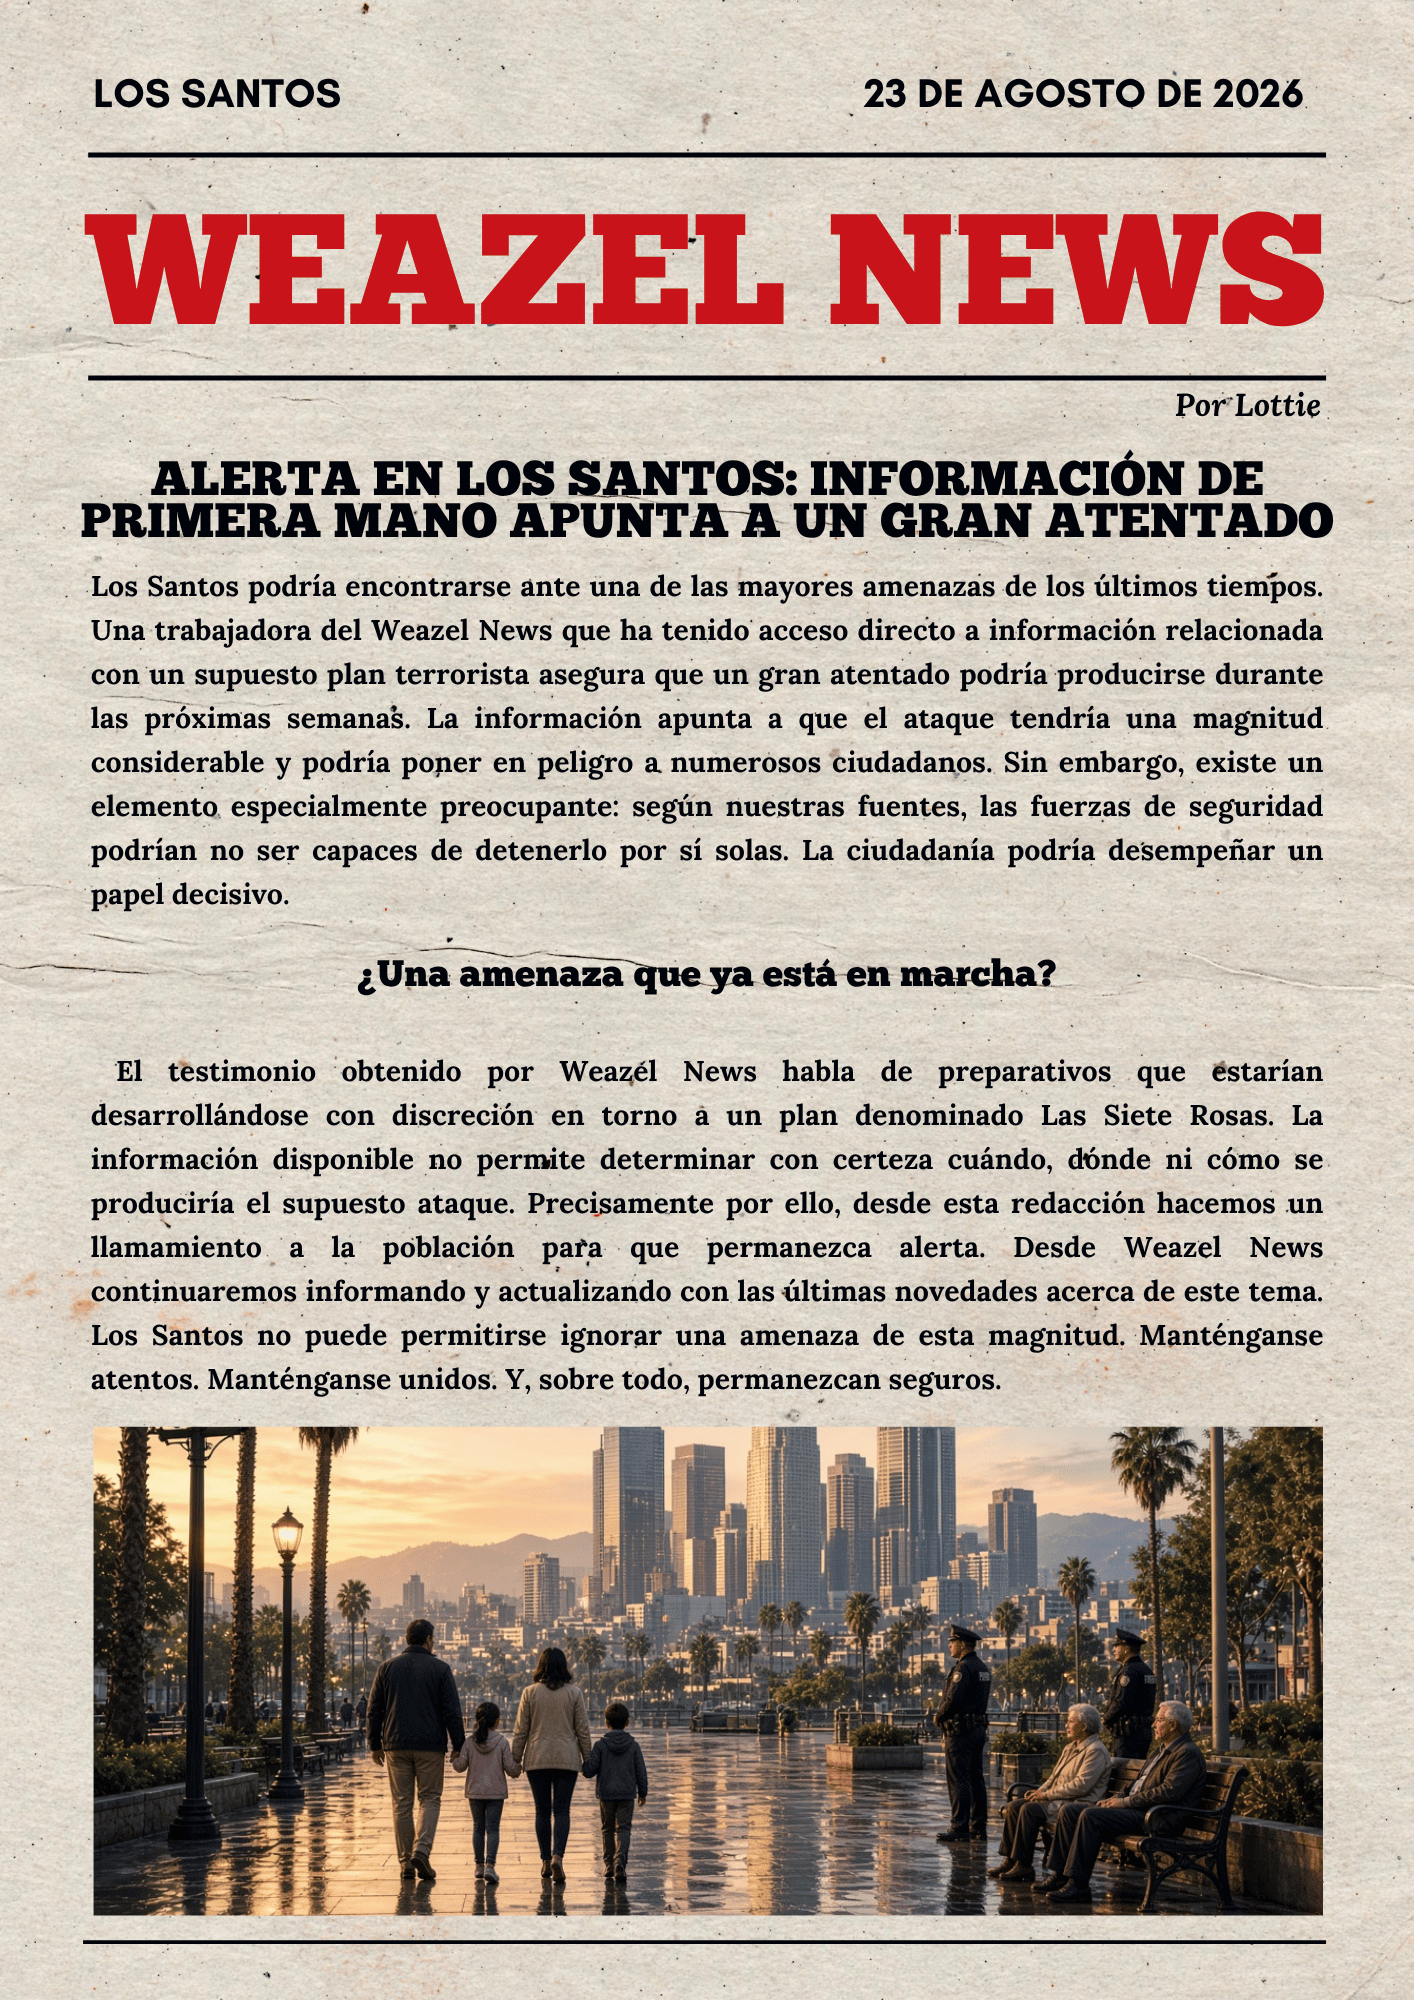 LOS SANTOS
23 DE AGOSTO DE 2026
WEAZEL NEWS
Por Lottie
ALERTA EN LOS SANTOS: INFORMACIÓN DE
PRIMERA MANO APUNTA A UN GRAN ATENTADO
Los Santos podría encontrarse ante una de las mayores amenazas de los últimos tiempos.
Una trabajadora del Weazel News que ha tenido acceso directo a información relacionada
con un supuesto plan terrorista asegura que un gran atentado podría producirse durante
las próximas semanas. La información apunta a que el ataque tendría una magnitud
considerable y podría poner en peligro a numerosos ciudadanos. Sin embargo, existe un
elemento especialmente preocupante: según nuestras fuentes, las fuerzas de seguridad
podrían no ser capaces de detenerlo por sí solas. La ciudadanía podría desempeñar un
papel decisivo.
¿Una amenaza que ya está en marcha?
El testimonio obtenido por Weazel News habla de preparativos que estarían
desarrollándose con discreción en torno a un plan denominado Las Siete Rosas. La
información disponible no permite determinar con certeza cuándo, dónde ni cómo se
produciría el supuesto ataque. Precisamente por ello, desde esta redacción hacemos un
llamamiento a la población para que permanezca alerta. Desde Weazel News
continuaremos informando y actualizando con las últimas novedades acerca de este tema.
Los Santos no puede permitirse ignorar una amenaza de esta magnitud. Manténganse
atentos. Manténganse unidos. Y, sobre todo, permanezcan seguros.